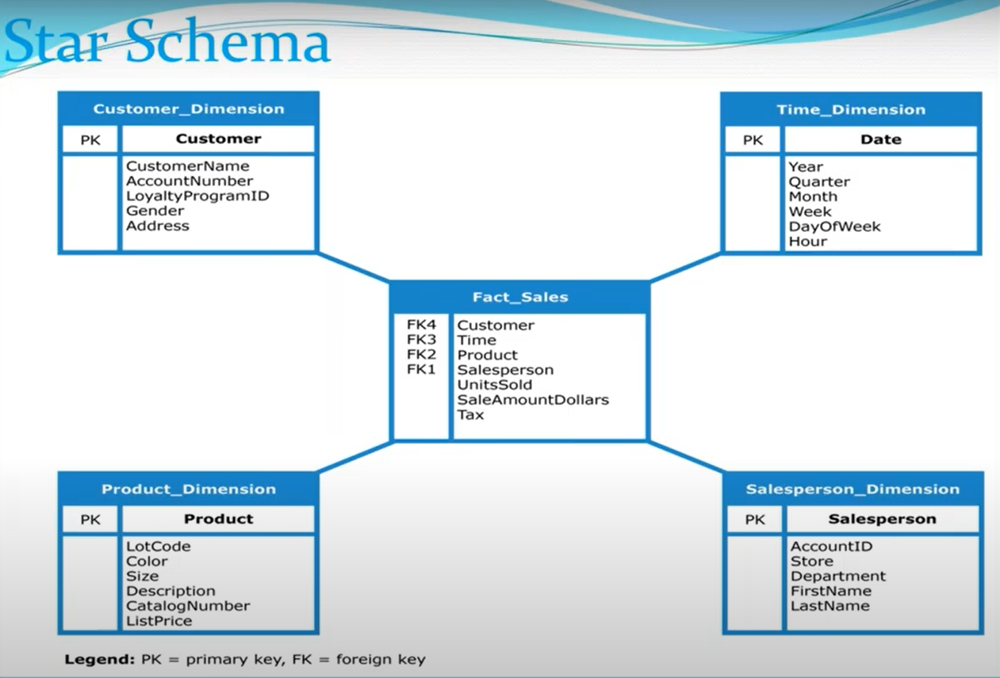 Star Schema
Customer_Dimension
PK Customer
CustomerName
AccountNumber
LoyaltyProgramID
Gender
Address
Time_Dimension
PK Date
Year
Quarter
Month
Week
DayOfWeek
Hour
Fact_Sales
FK4 Customer
FK3 Time
FK2 Product
FK1 Salesperson
UnitsSold
SaleAmountDollars
Tax
Product_Dimension
PK Product
LotCode
Color
Size
Description
CatalogNumber
ListPrice
Salesperson_Dimension
PK Salesperson
AccountID
Store
Department
FirstName
LastName
Legend: PK = primary key, FK = foreign key